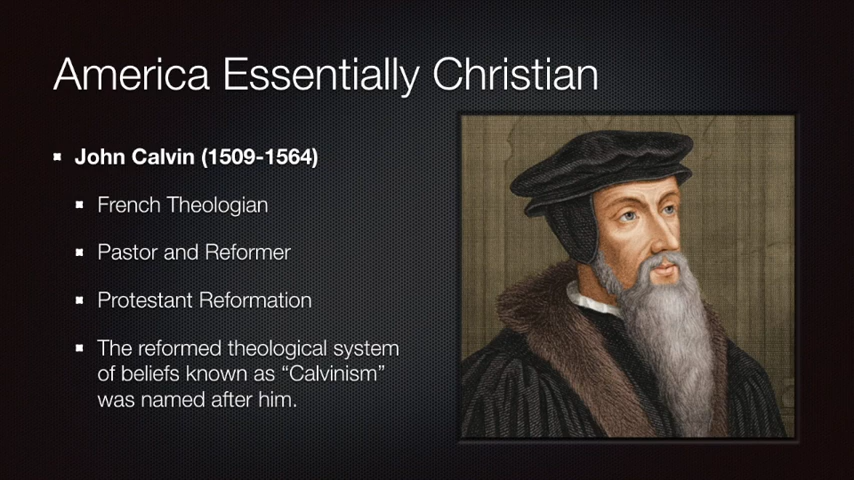 America Essentially Christian
John Calvin (1509-1564)
French Theologian
Pastor and Reformer
Protestant Reformation
The reformed theological system
of beliefs known as “Calvinism”
was named after him.